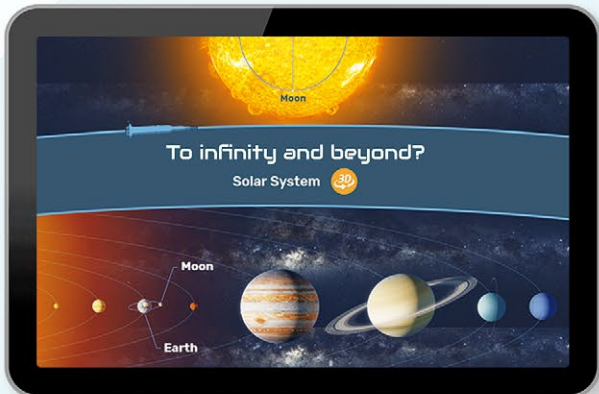 Moon
To infinity and beyond?
Solar System
3D
Moon
Earth